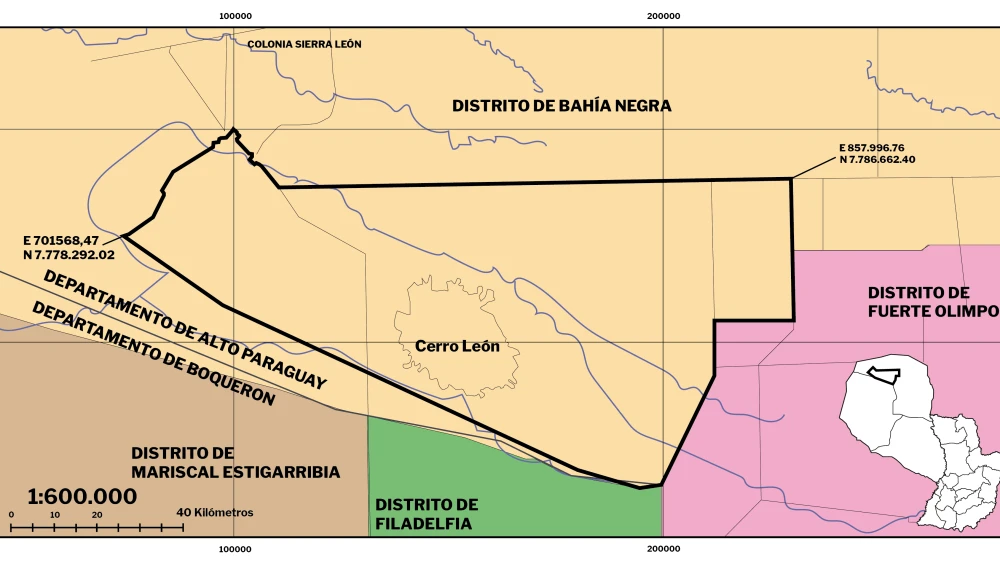 100000
200000
COLONIA SIERRA LEÓN
DISTRITO DE BAHÍA NEGRA
E 857.996.76
N 7.786.662.40
E 701568,47
N 7.778.292.02
DEPARTAMENTO DE ALTO PARAGUAY
DEPARTAMENTO DE BOQUERON
DISTRITO DE
FUERTE OLIMPO
Cerro León
DISTRITO DE
MARISCAL ESTIGARRIBIA
DISTRITO DE
FILADELFIA
1:600.000
0 10 20 40 Kilómetros
100000
200000